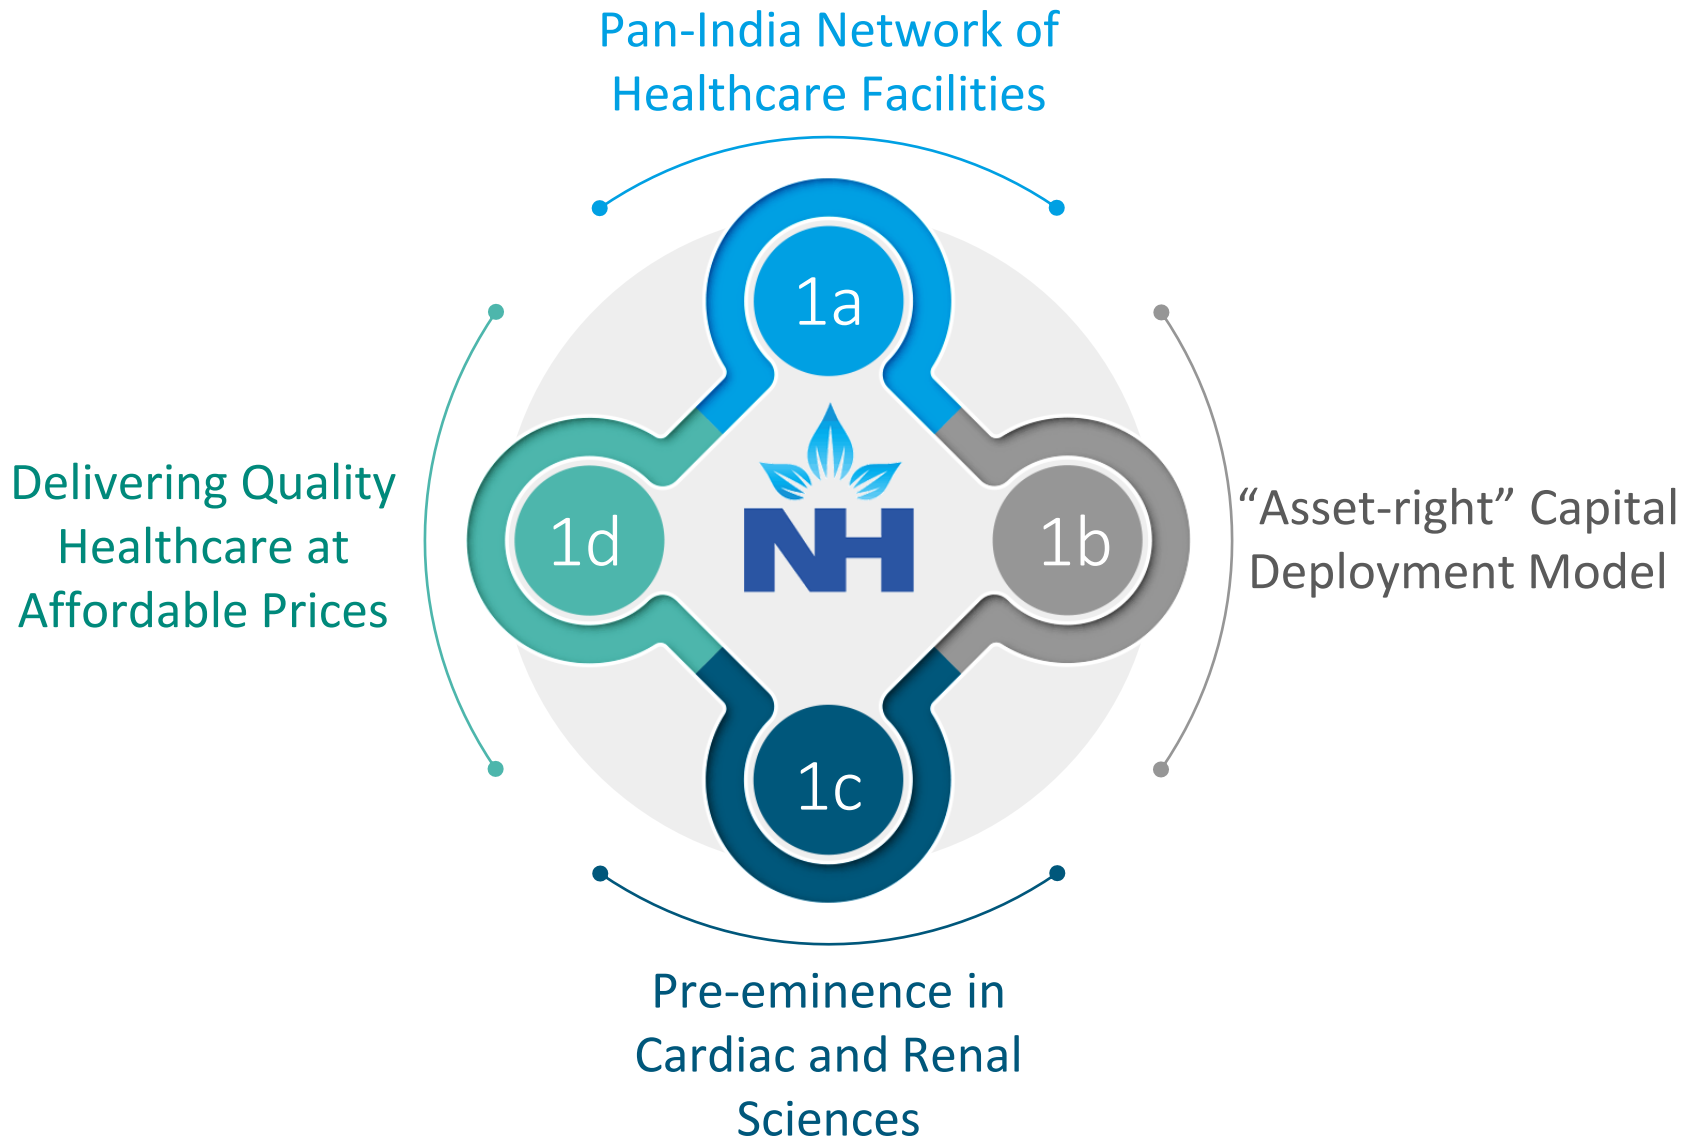 Pan-India Network of
Healthcare Facilities
1a
Delivering Quality
Healthcare at
Affordable Prices
1d
NH
1b
“Asset-right” Capital
Deployment Model
1c
Pre-eminence in
Cardiac and Renal
Sciences